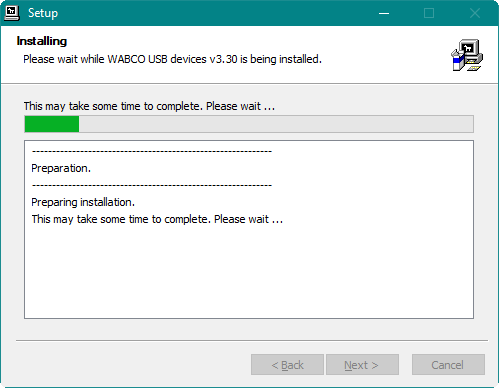 Setup
Installing
Please wait while WABCO USB devices v3.30 is being installed.
This may take some time to complete. Please wait ...
------------------------------------------------------------
Preparation.
------------------------------------------------------------
Preparing installation.
This may take some time to complete. Please wait ...
< Back
Next >
Cancel